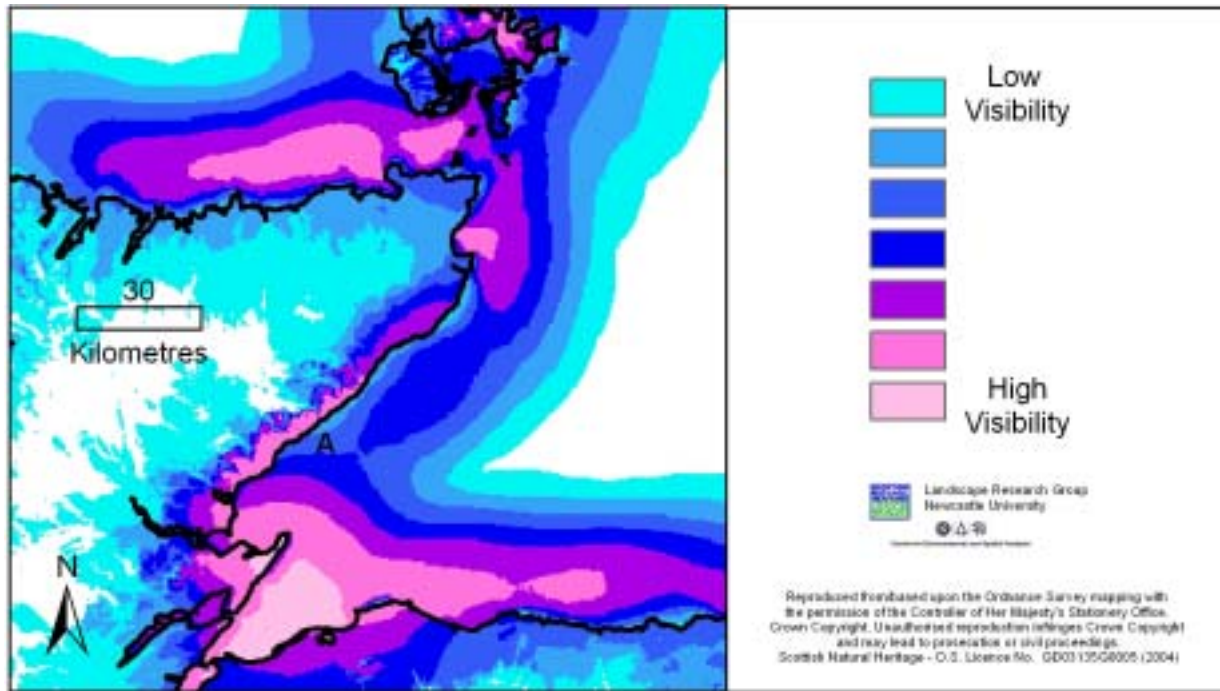 30
Kilometres
A
N
Low
Visibility
High
Visibility
Landscape Research Group
Newcastle University
Reproduced from/based upon the Ordnance Survey mapping with
the permission of the Controller of Her Majesty's Stationery Office.
Crown Copyright. Unauthorised reproduction infringes Crown Copyright
and may lead to prosecution or civil proceedings.
Scottish Natural Heritage - O.S. Licence No. GD03135G0005 (2004)